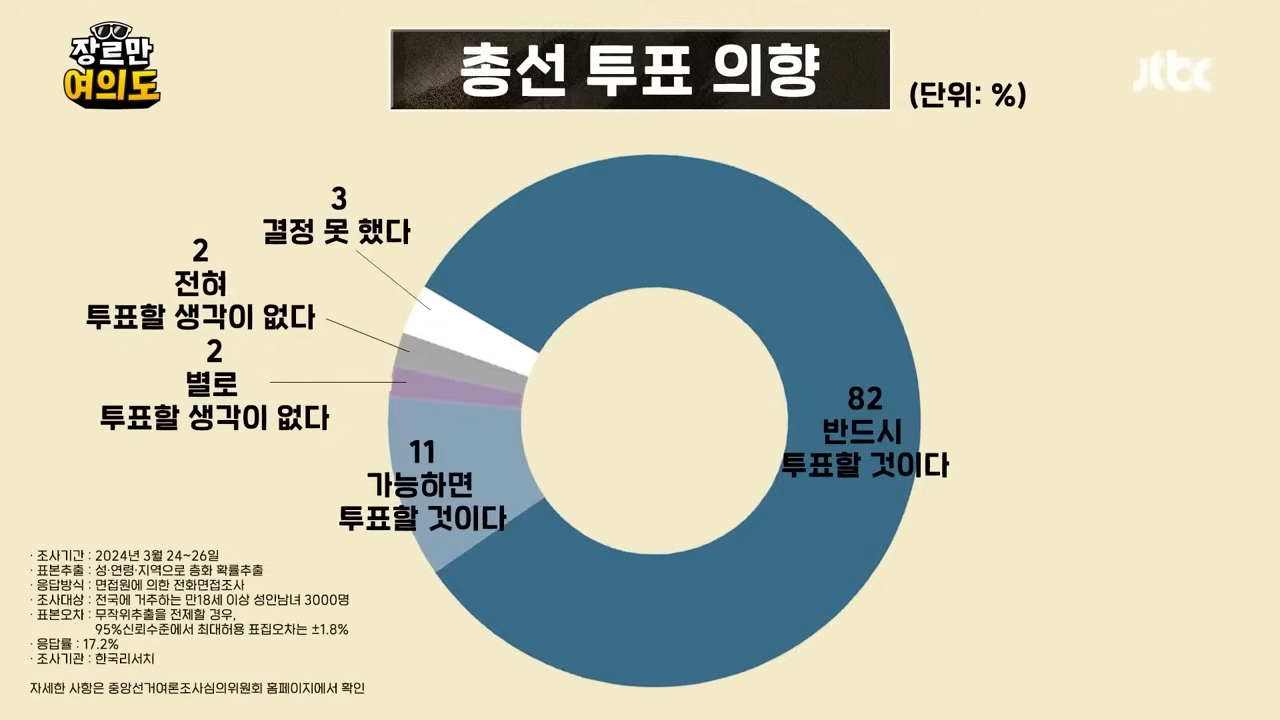 장르만
여의도
총선 투표 의향
(단위: %)
jtbc
3
결정 못 했다
2
전혀
투표할 생각이 없다
2
별로
투표할 생각이 없다
11
가능하면
투표할 것이다
82
반드시
투표할 것이다
· 조사기간 : 2024년 3월 24~26일
· 표본추출 : 성·연령·지역으로 층화 확률추출
· 응답방식 : 면접원에 의한 전화면접조사
· 조사대상 : 전국에 거주하는 만18세 이상 성인남녀 3000명
· 표본오차 : 무작위추출을 전제할 경우,
95%신뢰수준에서 최대허용 표집오차는 ±1.8%
· 응답률 : 17.2%
· 조사기관 : 한국리서치
자세한 사항은 중앙선거여론조사심의위원회 홈페이지에서 확인